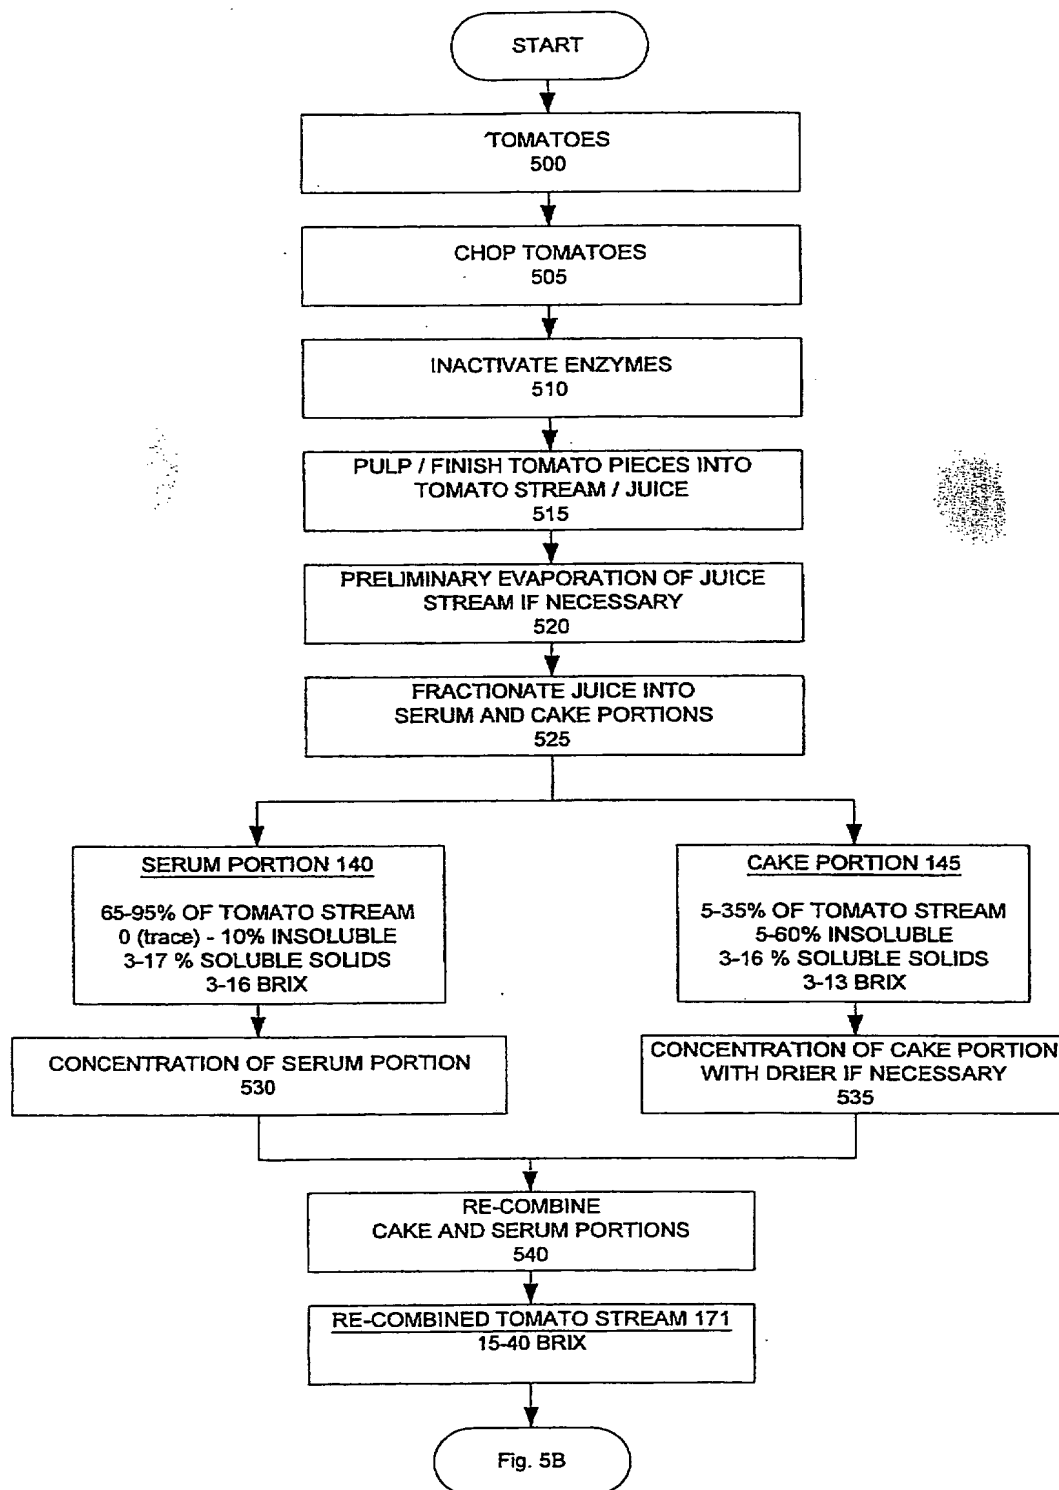 START
TOMATOES
500
CHOP TOMATOES
505
INACTIVATE ENZYMES
510
PULP / FINISH TOMATO PIECES INTO
TOMATO STREAM / JUICE
515
PRELIMINARY EVAPORATION OF JUICE
STREAM IF NECESSARY
520
FRACTIONATE JUICE INTO
SERUM AND CAKE PORTIONS
525
SERUM PORTION 140
65-95% OF TOMATO STREAM
0 (trace) - 10% INSOLUBLE
3-17 % SOLUBLE SOLIDS
3-16 BRIX
CAKE PORTION 145
5-35% OF TOMATO STREAM
5-60% INSOLUBLE
3-16 % SOLUBLE SOLIDS
3-13 BRIX
CONCENTRATION OF SERUM PORTION
530
CONCENTRATION OF CAKE PORTION
WITH DRIER IF NECESSARY
535
RE-COMBINE
CAKE AND SERUM PORTIONS
540
RE-COMBINED TOMATO STREAM 171
15-40 BRIX
Fig. 5B